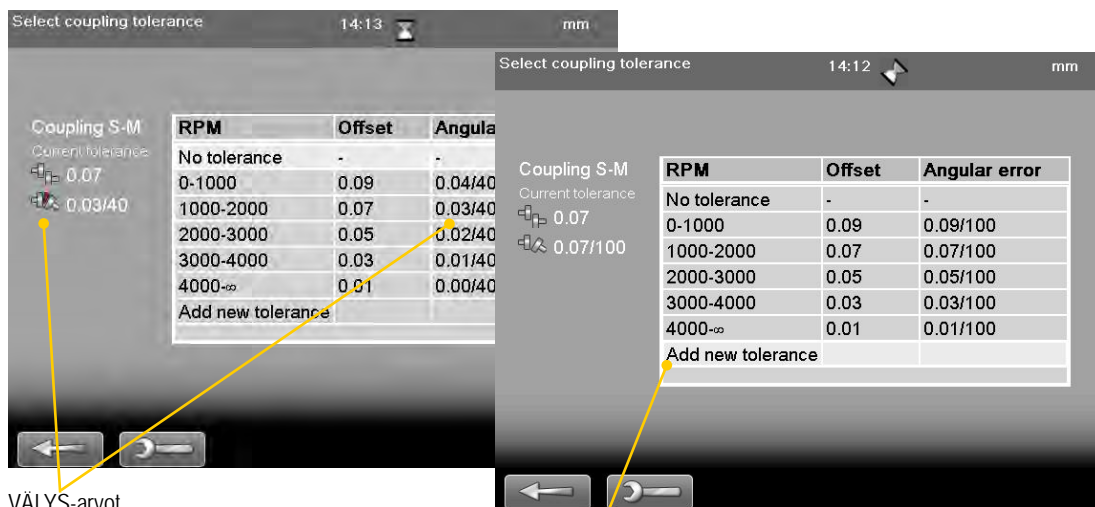 Select coupling tolerance 14:13 mm
Coupling S-M
Current tolerance
0.07
0.03/40
RPM Offset Angula
No tolerance - -
0-1000 0.09 0.04/40
1000-2000 0.07 0.03/40
2000-3000 0.05 0.02/40
3000-4000 0.03 0.01/40
4000-∞ 0.01 0.00/40
Add new tolerance
VÄLYS-arvot
Select coupling tolerance 14:12 mm
Coupling S-M
Current tolerance
0.07
0.07/100
RPM Offset Angular error
No tolerance - -
0-1000 0.09 0.09/100
1000-2000 0.07 0.07/100
2000-3000 0.05 0.05/100
3000-4000 0.03 0.03/100
4000-∞ 0.01 0.01/100
Add new tolerance